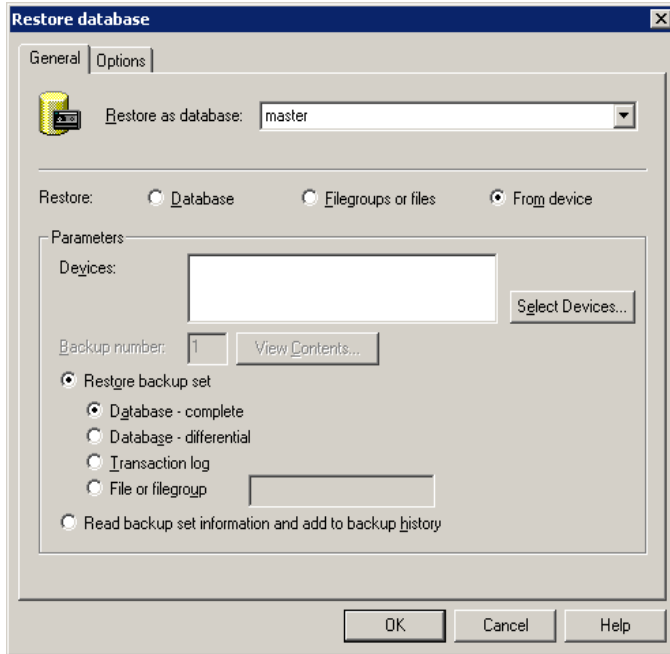 Restore database
General Options
Restore as database: master
Restore: Database Filegroups or files From device
Parameters
Devices:
Select Devices...
Backup number: 1 View Contents...
Restore backup set
Database - complete
Database - differential
Transaction log
File or filegroup
Read backup set information and add to backup history
OK Cancel Help